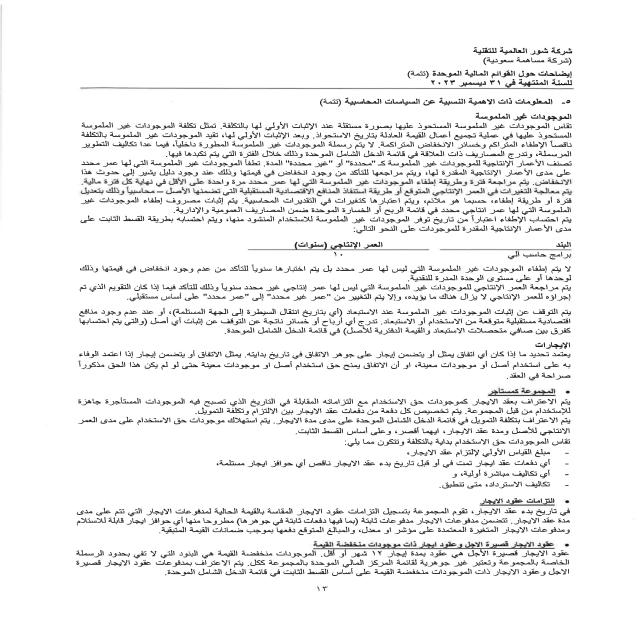 شركة شور العالمية للتقنية
(شركة مساهمة سعودية)
إيضاحات حول القوائم المالية الموحدة (تتمة)
للسنة المنتهية في ٣١ ديسمبر ٢٠٢٣
٥- المعلومات ذات الاهمية النسبية عن السياسات المحاسبية (تتمة)
الموجودات غير الملموسة
تقاس الموجودات غير الملموسة المستحوذ عليها بصورة مستقلة عند الإثبات الأولي لها بالتكلفة. تمثل تكلفة الموجودات غير الملموسة
المستحوذ عليها في عملية تجميع أعمال القيمة العادلة بتاريخ الاستحواذ. وبعد الإثبات الأولي لها، تقيد الموجودات غير الملموسة بالتكلفة
ناقصاً الإطفاء المتراكم وخسائر الانخفاض المتراكمة. لا يتم رسملة الموجودات غير الملموسة المطورة داخلياً، فيما عدا تكاليف التطوير
المرسملة، وتدرج المصاريف ذات العلاقة في قائمة الدخل الشامل الموحدة وذلك خلال الفترة التي يتم تكبدها فيها.
تصنف الأعمار الإنتاجية للموجودات غير الملموسة كـ "محددة" أو "غير محددة" المدة. تطفأ الموجودات غير الملموسة التي لها عمر محدد
على مدى الأعمار الإنتاجية المقدرة لها، ويتم مراجعتها للتأكد من وجود انخفاض في قيمتها وذلك عند وجود دليل يشير إلى حدوث هذا
الانخفاض. يتم مراجعة فترة وطريقة إطفاء الموجودات غير الملموسة التي لها عمر محدد مرة واحدة على الأقل في نهاية كل فترة مالية.
يتم معالجة التغيرات في العمر الإنتاجي المتوقع أو طريقة استنفاد المنافع الاقتصادية المستقبلية التي تضمنها الأصل – محاسبياً وذلك بتعديل
فترة أو طريقة إطفاء، حسبما هو ملائم، ويتم اعتبارها كتغيرات في التقديرات المحاسبية. يتم إثبات مصروف إطفاء الموجودات غير
الملموسة التي لها عمر إنتاجي محدد في قائمة الربح أو الخسارة الموحدة ضمن المصاريف العمومية والإدارية.
يتم احتساب الإطفاء اعتباراً من تاريخ توفر الموجودات غير الملموسة للاستخدام المنشود منها، ويتم احتسابه بطريقة القسط الثابت على
مدى الأعمار الإنتاجية المقدرة للموجودات على النحو التالي:
البند العمر الإنتاجي (سنوات)
برامج حاسب آلي ١٠
لا يتم إطفاء الموجودات غير الملموسة التي ليس لها عمر محدد بل يتم اختبارها سنوياً للتأكد من عدم وجود انخفاض في قيمتها وذلك
لوحدها أو على مستوى الوحدة المدرة للنقدية.
يتم مراجعة العمر الإنتاجي للموجودات غير الملموسة التي ليس لها عمر إنتاجي غير محدد سنوياً وذلك للتأكد فيما إذا كان التقويم الذي تم
إجراؤه للعمر الإنتاجي لا يزال هناك ما يؤيده، وإلا يتم التغيير من "عمر غير محدد" إلى "عمر محدد" على أساس مستقبلي.
يتم التوقف عن إثبات الموجودات غير الملموسة عند الاستبعاد (أي بتاريخ انتقال السيطرة إلى الجهة المستلمة)، أو عند عدم وجود منافع
اقتصادية مستقبلية متوقعة من الاستخدام أو الاستبعاد. تدرج أي أرباح أو خسائر ناتجة عن التوقف عن إثبات أي أصل (والتي يتم احتسابها
كفرق بين صافي متحصلات الاستبعاد والقيمة الدفترية للأصل) في قائمة الدخل الشامل الموحدة.
الإيجارات
يعتمد تحديد ما إذا كان أي اتفاق يمثل أو يتضمن إيجار على جوهر الاتفاق في تاريخ بدايته. يمثل الاتفاق أو يتضمن إيجار إذا اعتمد الوفاء
به على استخدام أصل أو موجودات معينة، أو أن الاتفاق يمنح حق استخدام أصل او موجودات معينة حتى لو لم يكن هذا الحق مذكوراً
صراحة في العقد.
• المجموعة كمستأجر
يتم الاعتراف بعقد الايجار كموجودات حق الاستخدام مع التزاماته المقابلة في التاريخ الذي تصبح فيه الموجودات المستأجرة جاهزة
للإستخدام من قبل المجموعة. يتم تخصيص كل دفعة من دفعات عقد الايجار بين الالتزام وتكلفة التمويل.
يتم الاعتراف بتكلفة التمويل في قائمة الدخل الشامل الموحدة على مدى مدة الايجار. يتم استهلاك موجودات حق الاستخدام على مدى العمر
الانتاجي للأصل ومدة عقد الايجار، ايهما أقصر، وعلى أساس القسط الثابت.
تقاس الموجودات حق الاستخدام بداية بالتكلفة وتتكون مما يلي:
- مبلغ القياس الأولي لإلتزام عقد الايجار،
- أي دفعات عقد ايجار تمت في أو قبل تاريخ بدء عقد الايجار ناقص أي حوافز ايجار مستلمة،
- أي تكاليف مباشرة أولية، و
- تكاليف الاسترداد، متى تنطبق.
• التزامات عقود الايجار
في تاريخ بدء عقد الايجار، تقوم المجموعة بتسجيل التزامات عقود الايجار المقاسة بالقيمة الحالية لمدفوعات الايجار التي تتم على مدى
مدة عقد الايجار. تتضمن مدفوعات الايجار مدفوعات ثابتة (بما فيها دفعات ثابتة في جوهرها) مطروحا منها أي حوافز ايجار قابلة للاستلام
ومدفوعات الايجار المتغيرة المعتمدة على مؤشر او معدل، والمبالغ المتوقع دفعها بموجب ضمانات القيمة المتبقية.
• عقود الايجار قصيرة الاجل وعقود ايجار ذات موجودات منخفضة القيمة
عقود الايجار قصيرة الأجل هي عقود بمدة إيجار ١٢ شهر أو أقل. الموجودات منخفضة القيمة هي البنود التي لا تفي بحدود الرسملة
الخاصة بالمجموعة وتعتبر غير جوهرية لقائمة المركز المالي الموحدة بالمجموعة ككل. يتم الاعتراف بمدفوعات عقد الايجار قصيرة
الاجل وعقود الايجار ذات الموجودات منخفضة القيمة على أساس القسط الثابت في قائمة الدخل الشامل الموحدة.
١٣